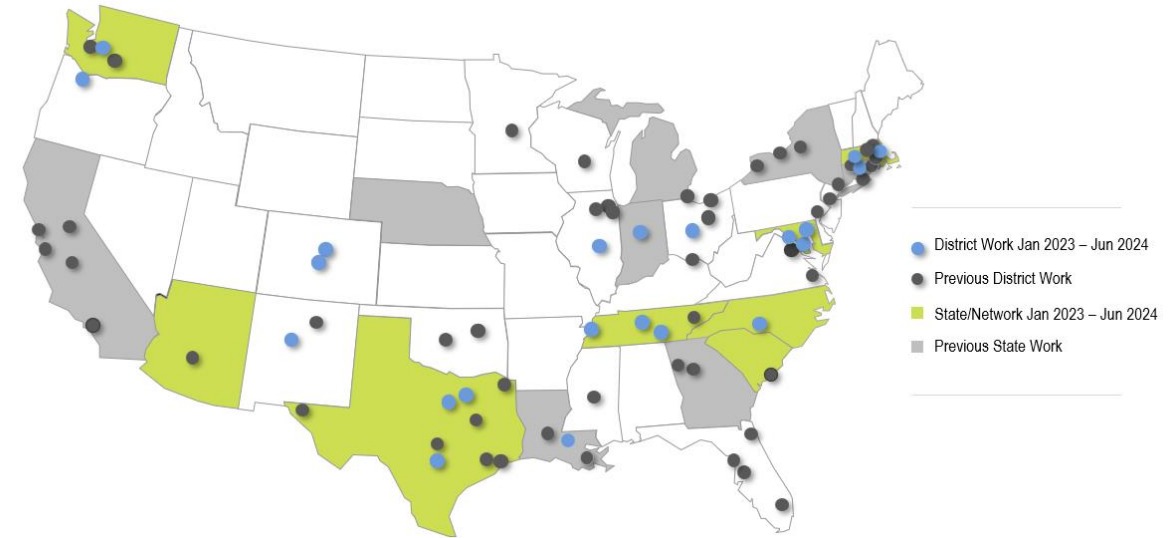 District Work Jan 2023 – Jun 2024
Previous District Work
State/Network Jan 2023 – Jun 2024
Previous State Work